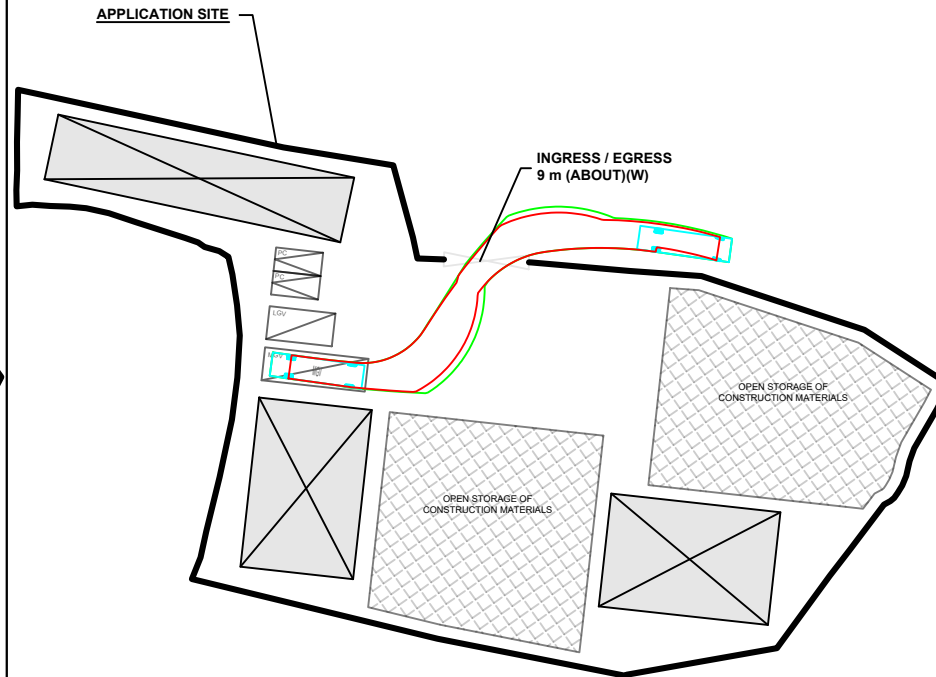 APPLICATION SITE
INGRESS / EGRESS
9 m (ABOUT)(W)
PC
PC
LGV
MGV
OPEN STORAGE OF
CONSTRUCTION MATERIALS
OPEN STORAGE OF
CONSTRUCTION MATERIALS